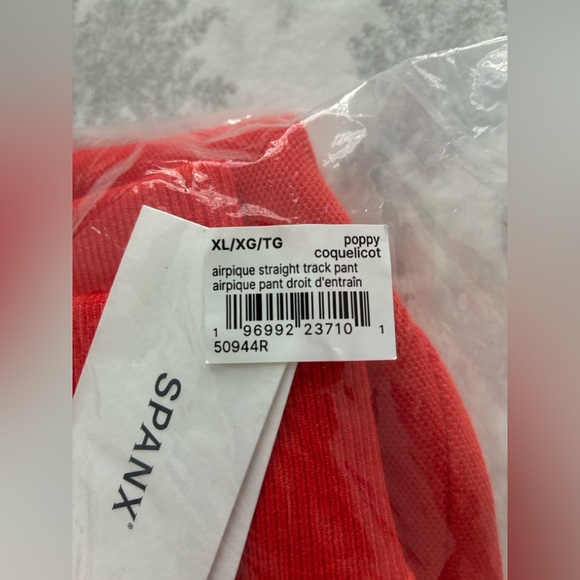 XL/XG/TG poppy
coquelicot
airpique straight track pant
airpique pant droit d'entraîn
1 96992 23710 1
50944R
SPANX®